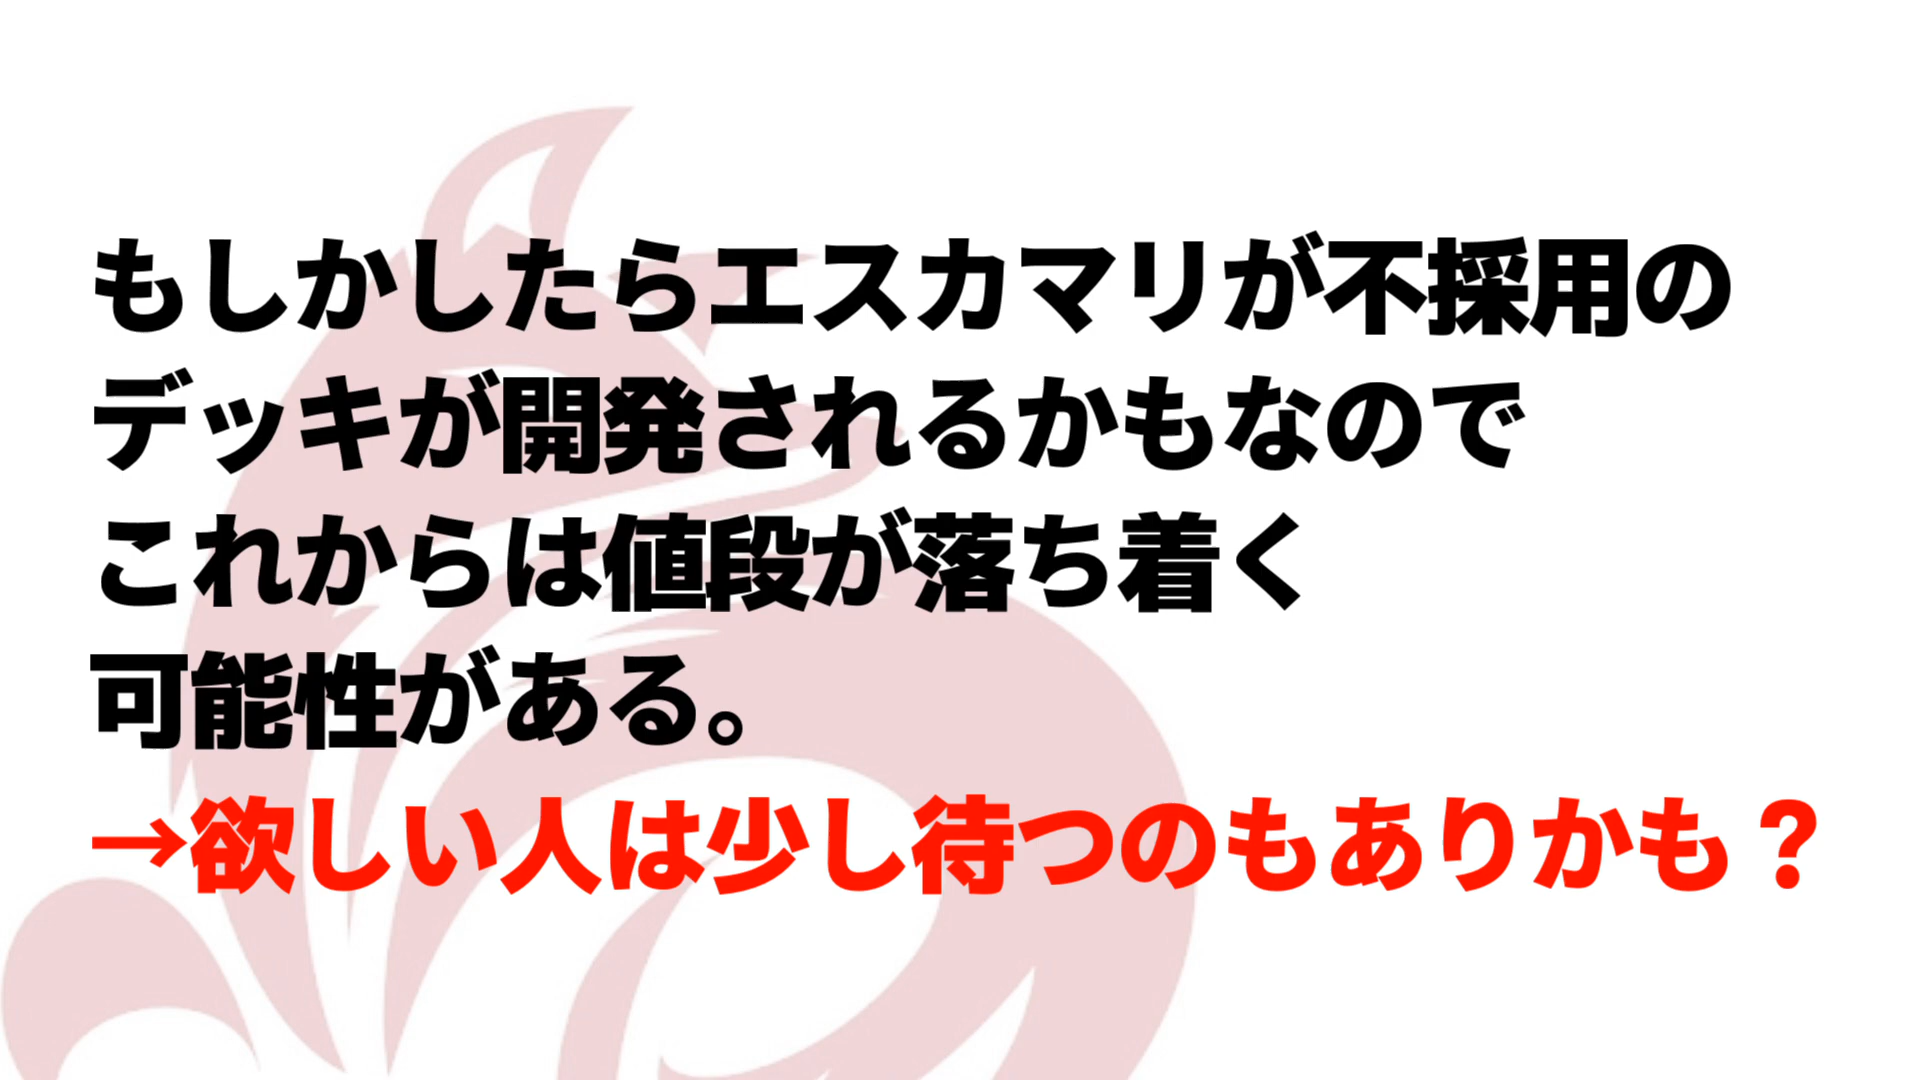 もしかしたらエスカマリが不採用の
デッキが開発されるかもなので
これからは値段が落ち着く
可能性がある。
→欲しい人は少し待つのもありかも？